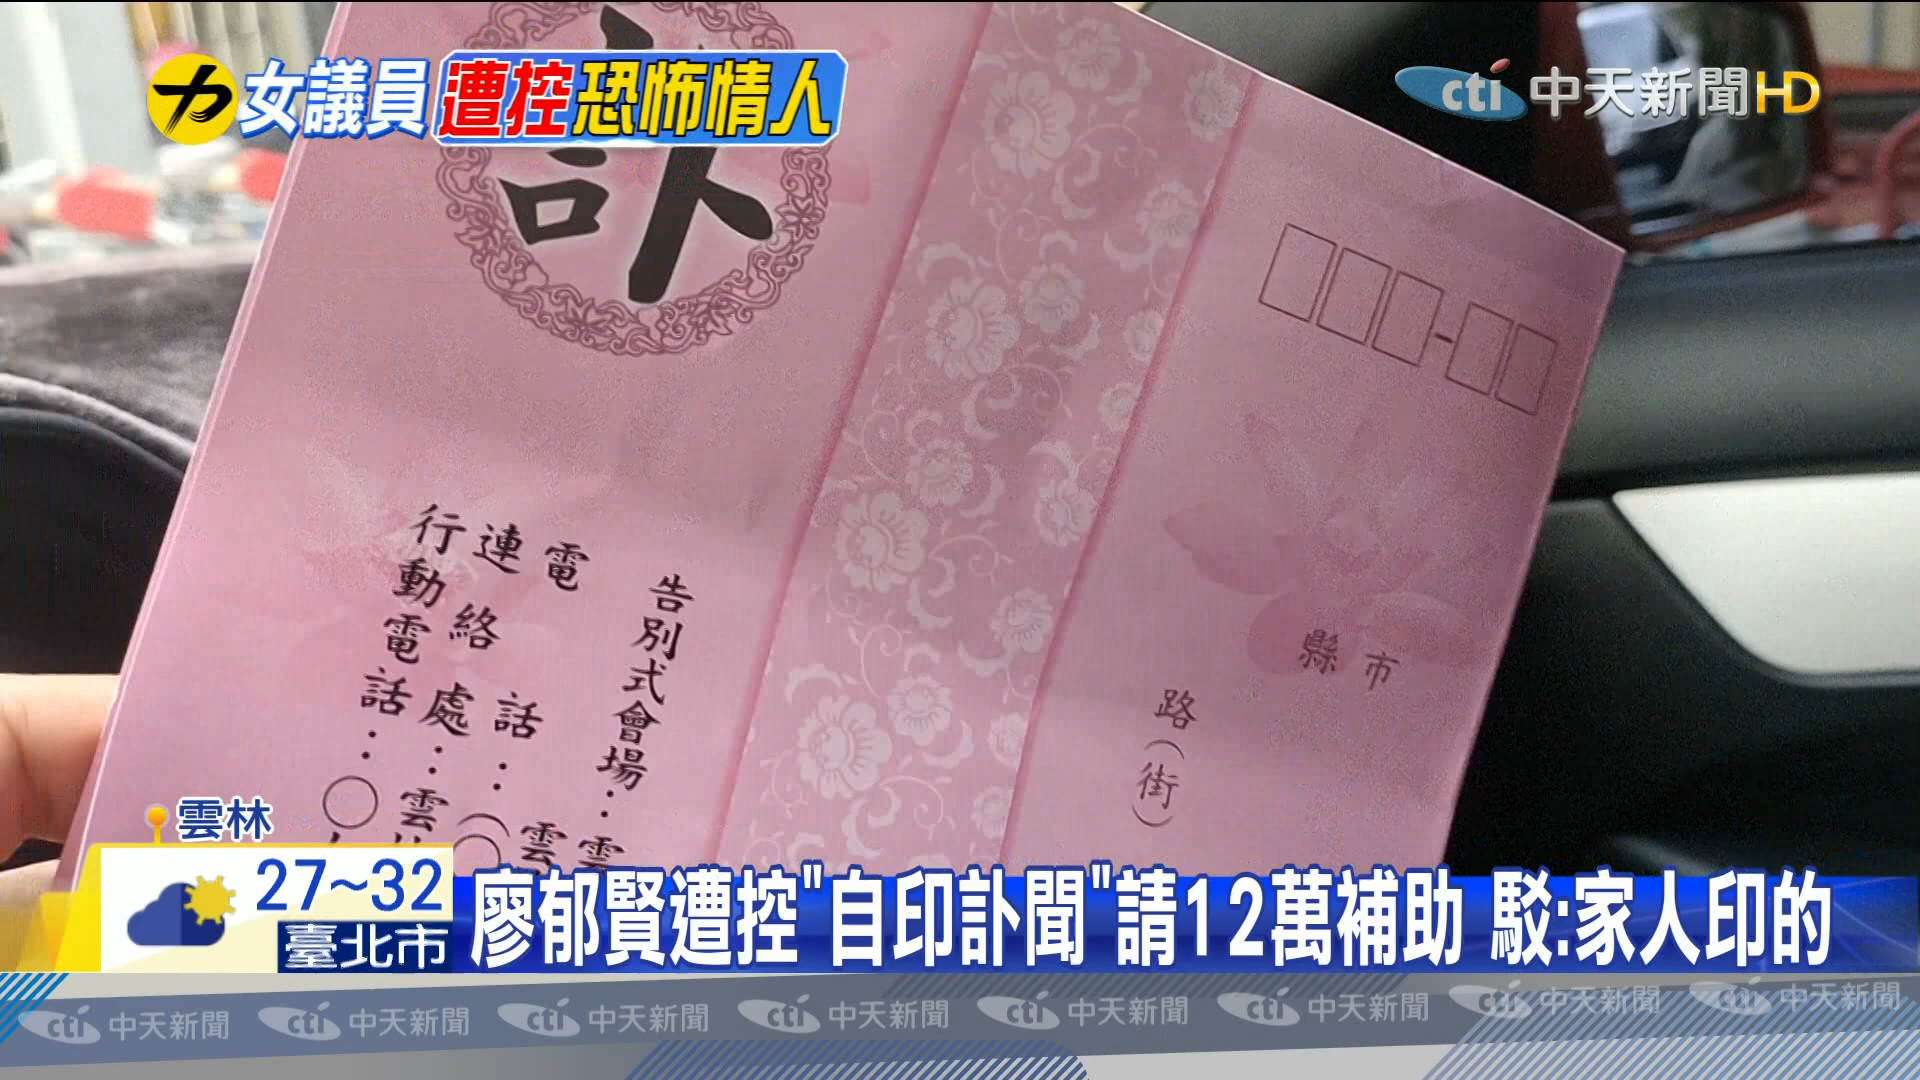 力 女議員 遭控 恐怖情人
cti 中天新聞HD
訃
告別式會場：雲
電話：（雲
連絡處：雲林
行動電話：〇
縣市
路（街）
雲林
27~32
臺北市
廖郁賢遭控"自印訃聞"請12萬補助 駁:家人印的
cti 中天新聞 cti 中天新聞 cti 中天新聞 cti 中天新聞 cti 中天新聞 cti 中天新聞 cti 中天新聞 cti 中天新聞